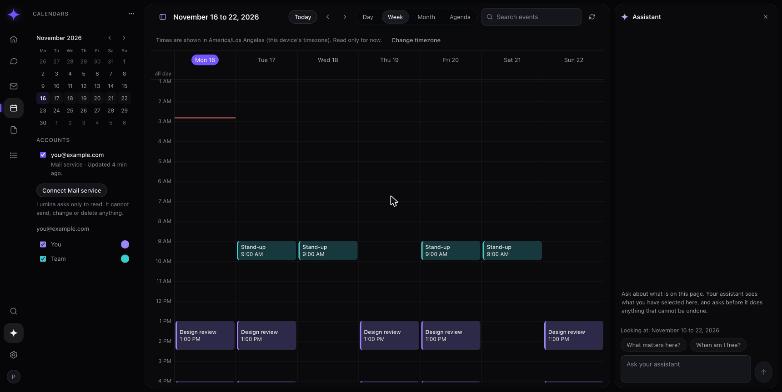 CALENDARS
November 2026
Mo Tu We Th Fr Sa Su
26 27 28 29 30 31 1
2 3 4 5 6 7 8
9 10 11 12 13 14 15
16 17 18 19 20 21 22
23 24 25 26 27 28 29
30 1 2 3 4 5 6
ACCOUNTS
you@example.com
Mail service · Updated 4 min
ago.
Connect Mail service
Lumina asks only to read. It cannot
send, change or delete anything.
you@example.com
You
Team
P
November 16 to 22, 2026
Today
Day
Week
Month
Agenda
Search events
Times are shown in America/Los Angeles (this device's timezone). Read only for now.
Change timezone
Mon 16 Tue 17 Wed 18 Thu 19 Fri 20 Sat 21 Sun 22
all day
1 AM
2 AM
3 AM
4 AM
5 AM
6 AM
7 AM
8 AM
9 AM
Stand-up Stand-up Stand-up Stand-up
9:00 AM 9:00 AM 9:00 AM 9:00 AM
10 AM
11 AM
12 PM
1 PM
Design review Design review Design review Design review Design review
1:00 PM 1:00 PM 1:00 PM 1:00 PM 1:00 PM
2 PM
3 PM
4 PM
Assistant
Ask about what is on this page. Your assistant sees
what you have selected here, and asks before it does
anything that cannot be undone.
Looking at: November 16 to 22, 2026
What matters here?
When am I free?
Ask your assistant